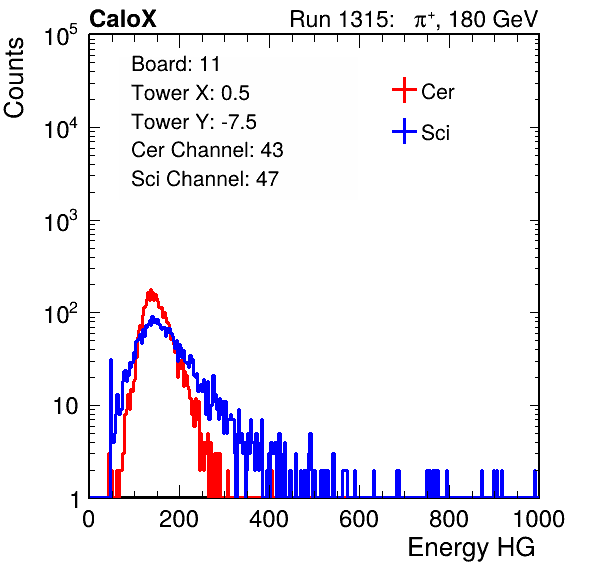 CaloX Run 1315: π⁺, 180 GeV
Board: 11
Tower X: 0.5
Tower Y: -7.5
Cer Channel: 43
Sci Channel: 47
Cer
Sci
Counts
10⁵
10⁴
10³
10²
10
1
0 200 400 600 800 1000
Energy HG